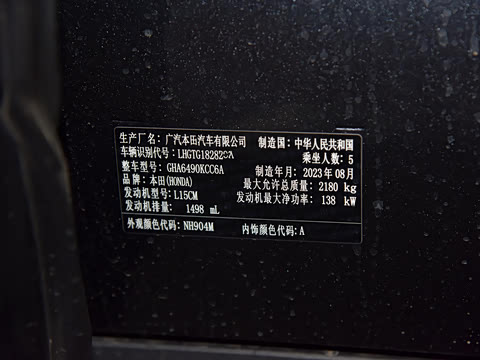 生产厂名：广汽本田汽车有限公司 制造国：中华人民共和国
车辆识别代号： 乘坐人数：5
整车型号：GHA6490KCC6A 制造年月：2023年08月
品牌：本田(HONDA) 最大允许总质量：2180 kg
发动机型号：L15CM 发动机最大净功率：138 kW
发动机排量：1498 mL
外观颜色代码：NH904M 内饰颜色代码：A